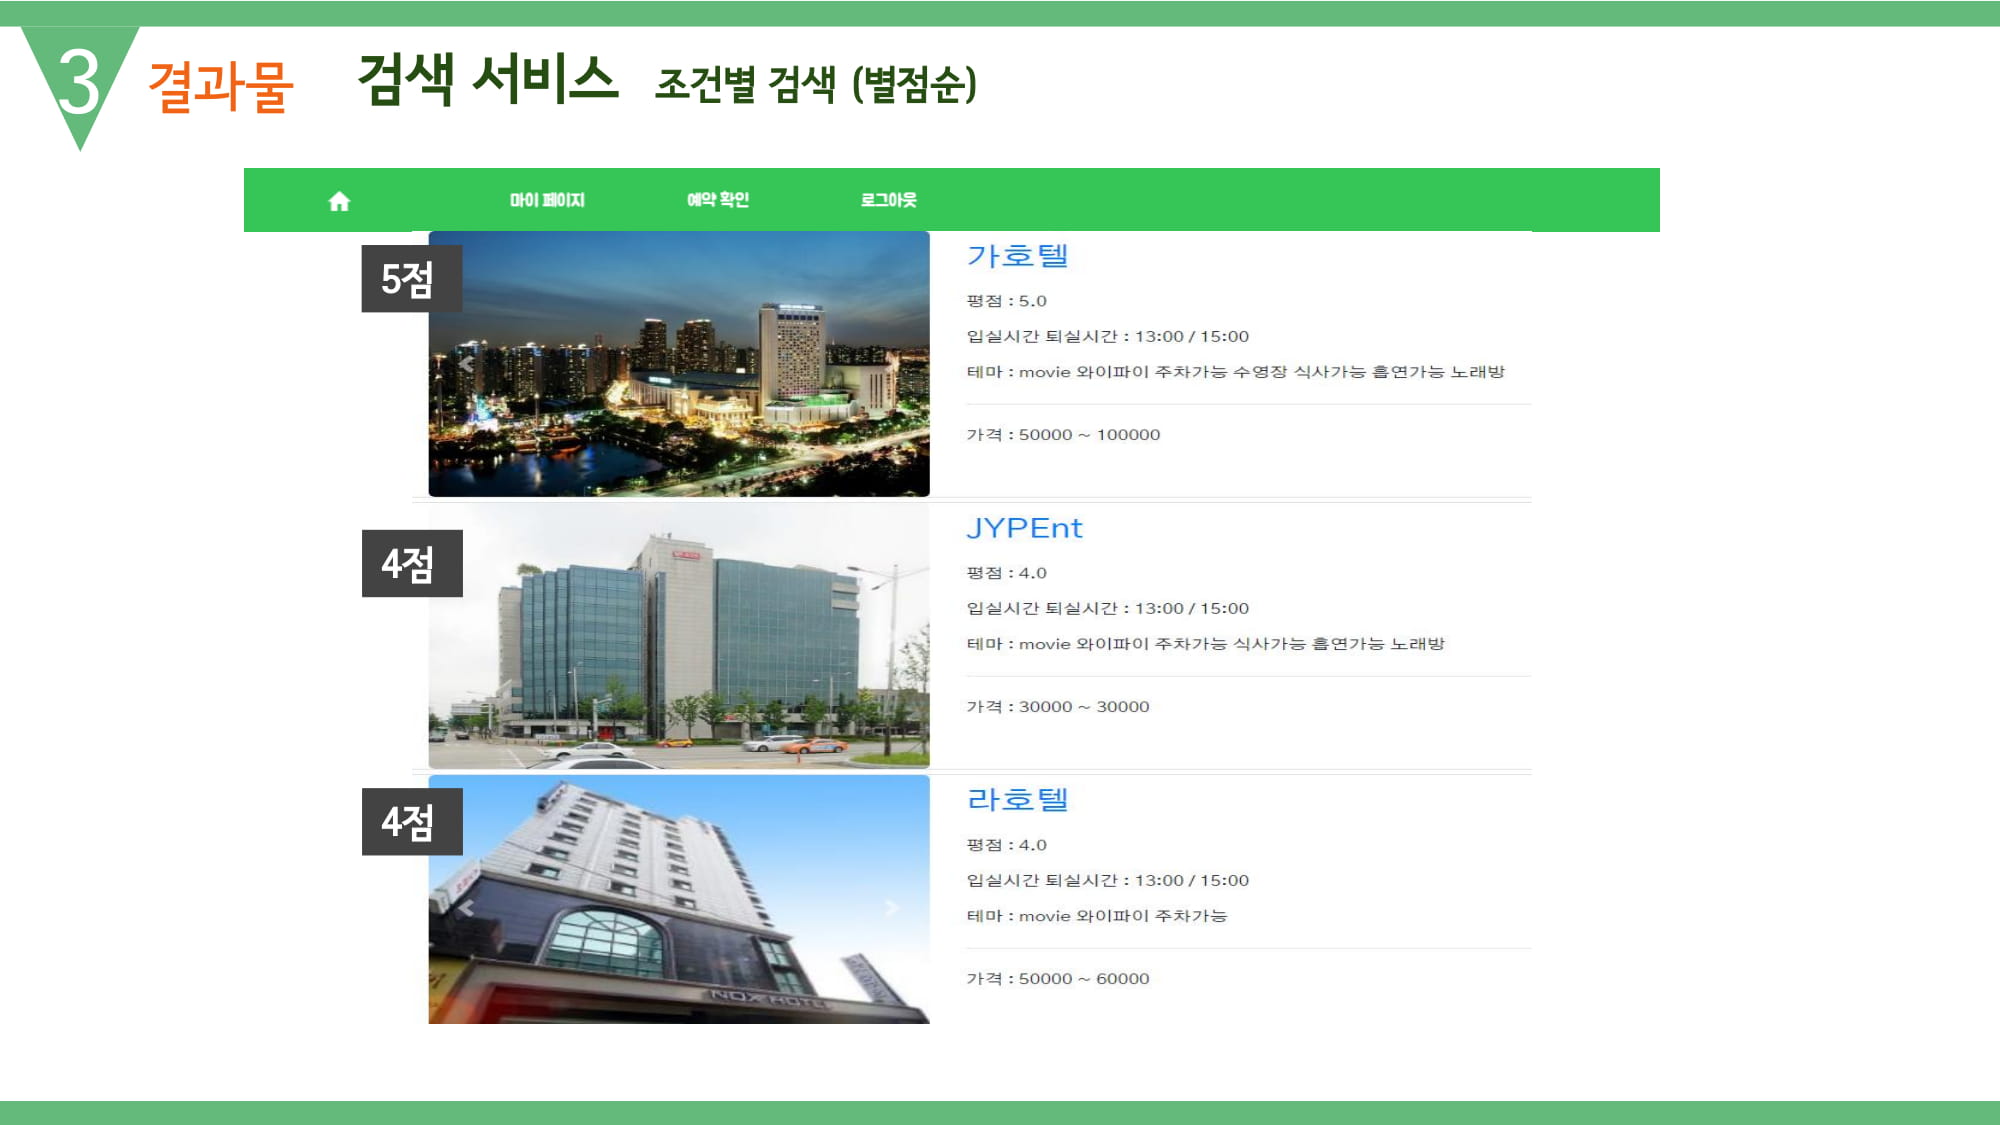 3 결과물 검색 서비스 조건별 검색 (별점순)
마이 페이지 예약 확인 로그아웃
5점
가호텔
평점 : 5.0
입실시간 퇴실시간 : 13:00 / 15:00
테마 : movie 와이파이 주차가능 수영장 식사가능 흡연가능 노래방
가격 : 50000 ~ 100000
4점
JYPEnt
평점 : 4.0
입실시간 퇴실시간 : 13:00 / 15:00
테마 : movie 와이파이 주차가능 식사가능 흡연가능 노래방
가격 : 30000 ~ 30000
4점
라호텔
평점 : 4.0
입실시간 퇴실시간 : 13:00 / 15:00
테마 : movie 와이파이 주차가능
가격 : 50000 ~ 60000
NOX HOTEL